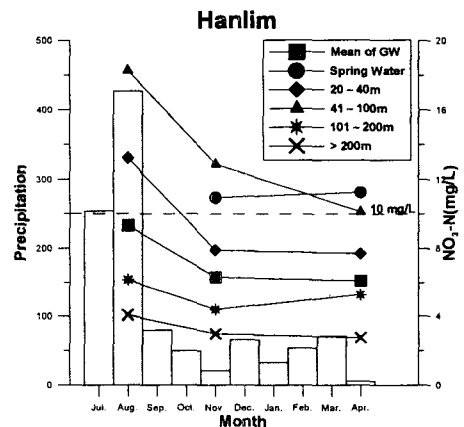 Hanlim
500
400
300
200
100
0
Precipitation
20
16
12
8
4
0
NO3-N(mg/L)
Mean of GW
Spring Water
20 ~ 40m
41 ~ 100m
101 ~ 200m
> 200m
10 mg/L
Jul. Aug. Sep. Oct. Nov Dec. Jan. Feb. Mar. Apr.
Month